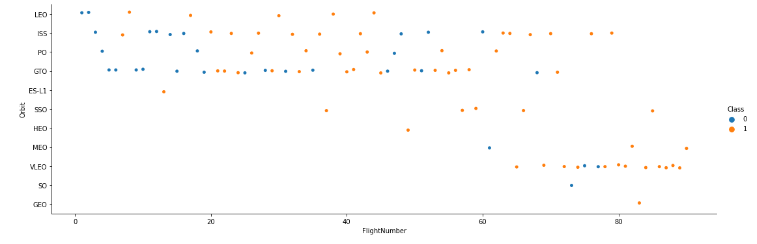 LEO
ISS
PO
GTO
ES-L1
SSO
HEO
MEO
VLEO
SO
GEO
Orbit
0 20 40 60 80
FlightNumber
Class
0
1